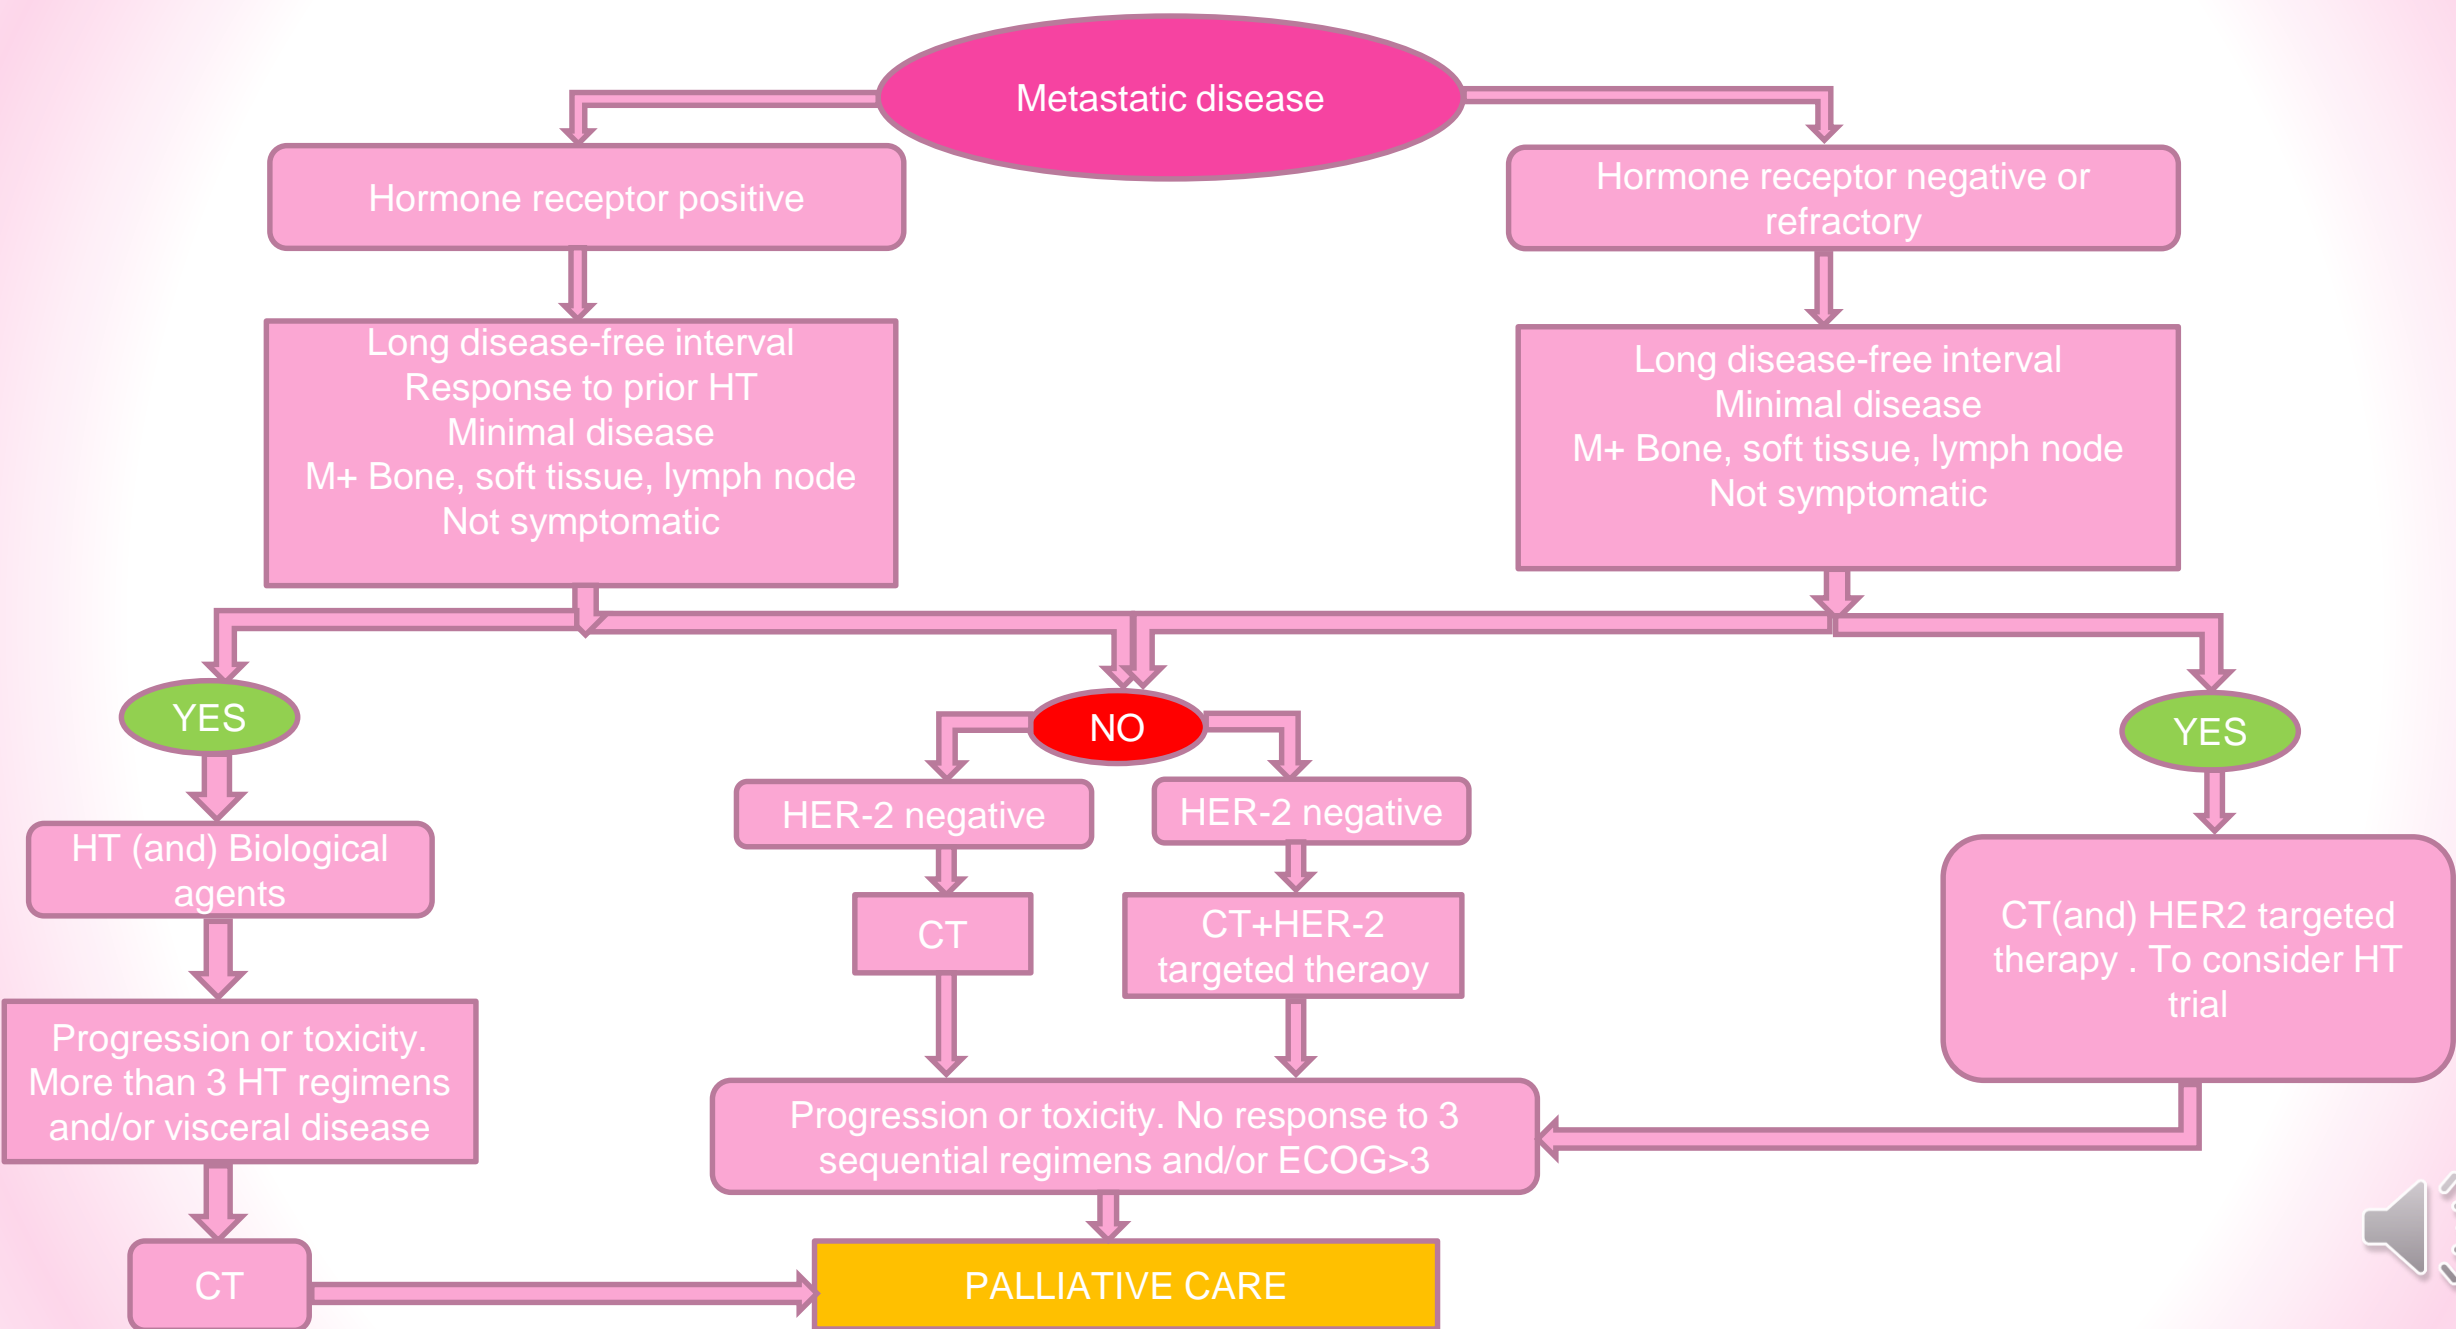 Metastatic disease
Hormone receptor positive
Hormone receptor negative or
refractory
Long disease-free interval
Response to prior HT
Minimal disease
M+ Bone, soft tissue, lymph node
Not symptomatic
Long disease-free interval
Minimal disease
M+ Bone, soft tissue, lymph node
Not symptomatic
YES
NO
YES
HER-2 negative
HER-2 negative
HT (and) Biological
agents
CT
CT+HER-2
targeted theraoy
CT(and) HER2 targeted
therapy . To consider HT
trial
Progression or toxicity.
More than 3 HT regimens
and/or visceral disease
Progression or toxicity. No response to 3
sequential regimens and/or ECOG>3
CT
PALLIATIVE CARE